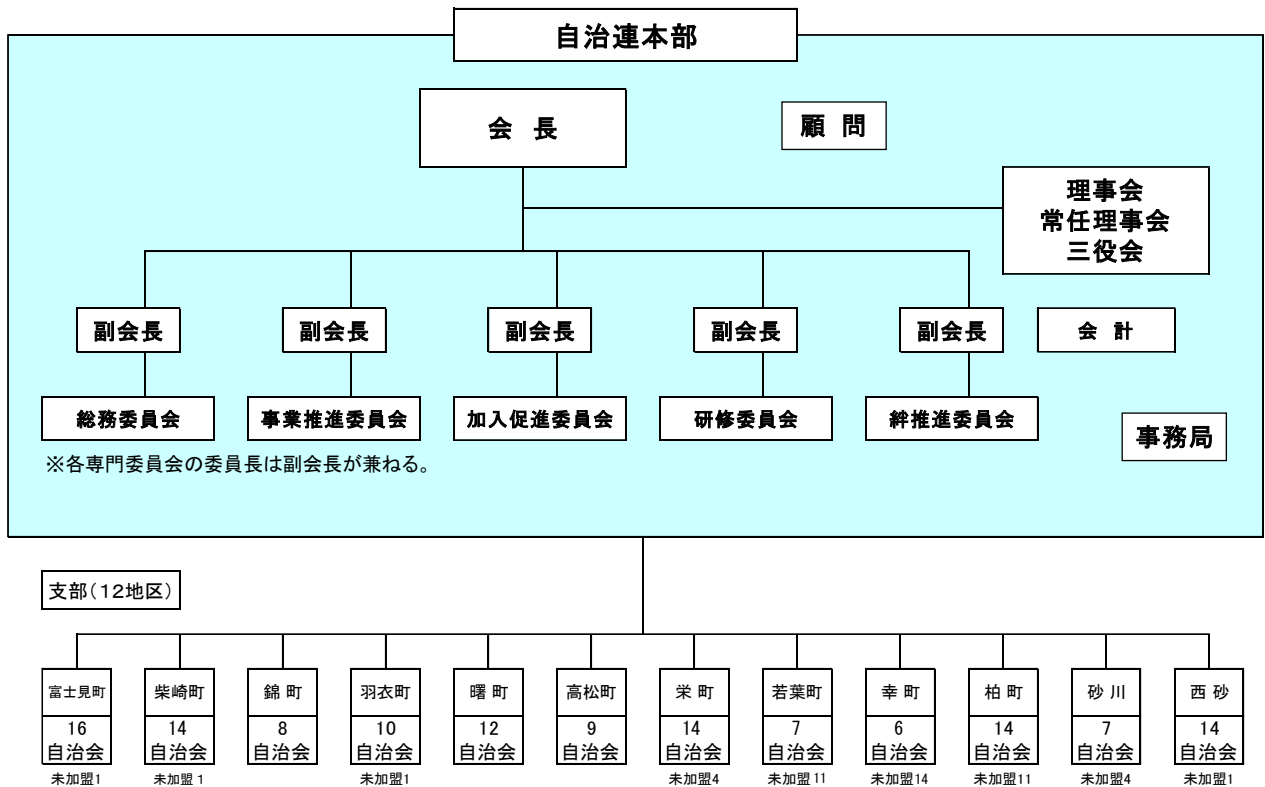 自治連本部
会 長
顧 問
理事会
常任理事会
三役会
副会長 副会長 副会長 副会長 副会長 会 計
総務委員会 事業推進委員会 加入促進委員会 研修委員会 絆推進委員会
事務局
※各専門委員会の委員長は副会長が兼ねる。
支部(12地区)
富士見町 柴崎町 錦 町 羽衣町 曙 町 高松町 栄 町 若葉町 幸 町 柏 町 砂 川 西 砂
16 14 8 10 12 9 14 7 6 14 7 14
自治会 自治会 自治会 自治会 自治会 自治会 自治会 自治会 自治会 自治会 自治会 自治会
未加盟1 未加盟1 未加盟1 未加盟4 未加盟11 未加盟14 未加盟11 未加盟4 未加盟1